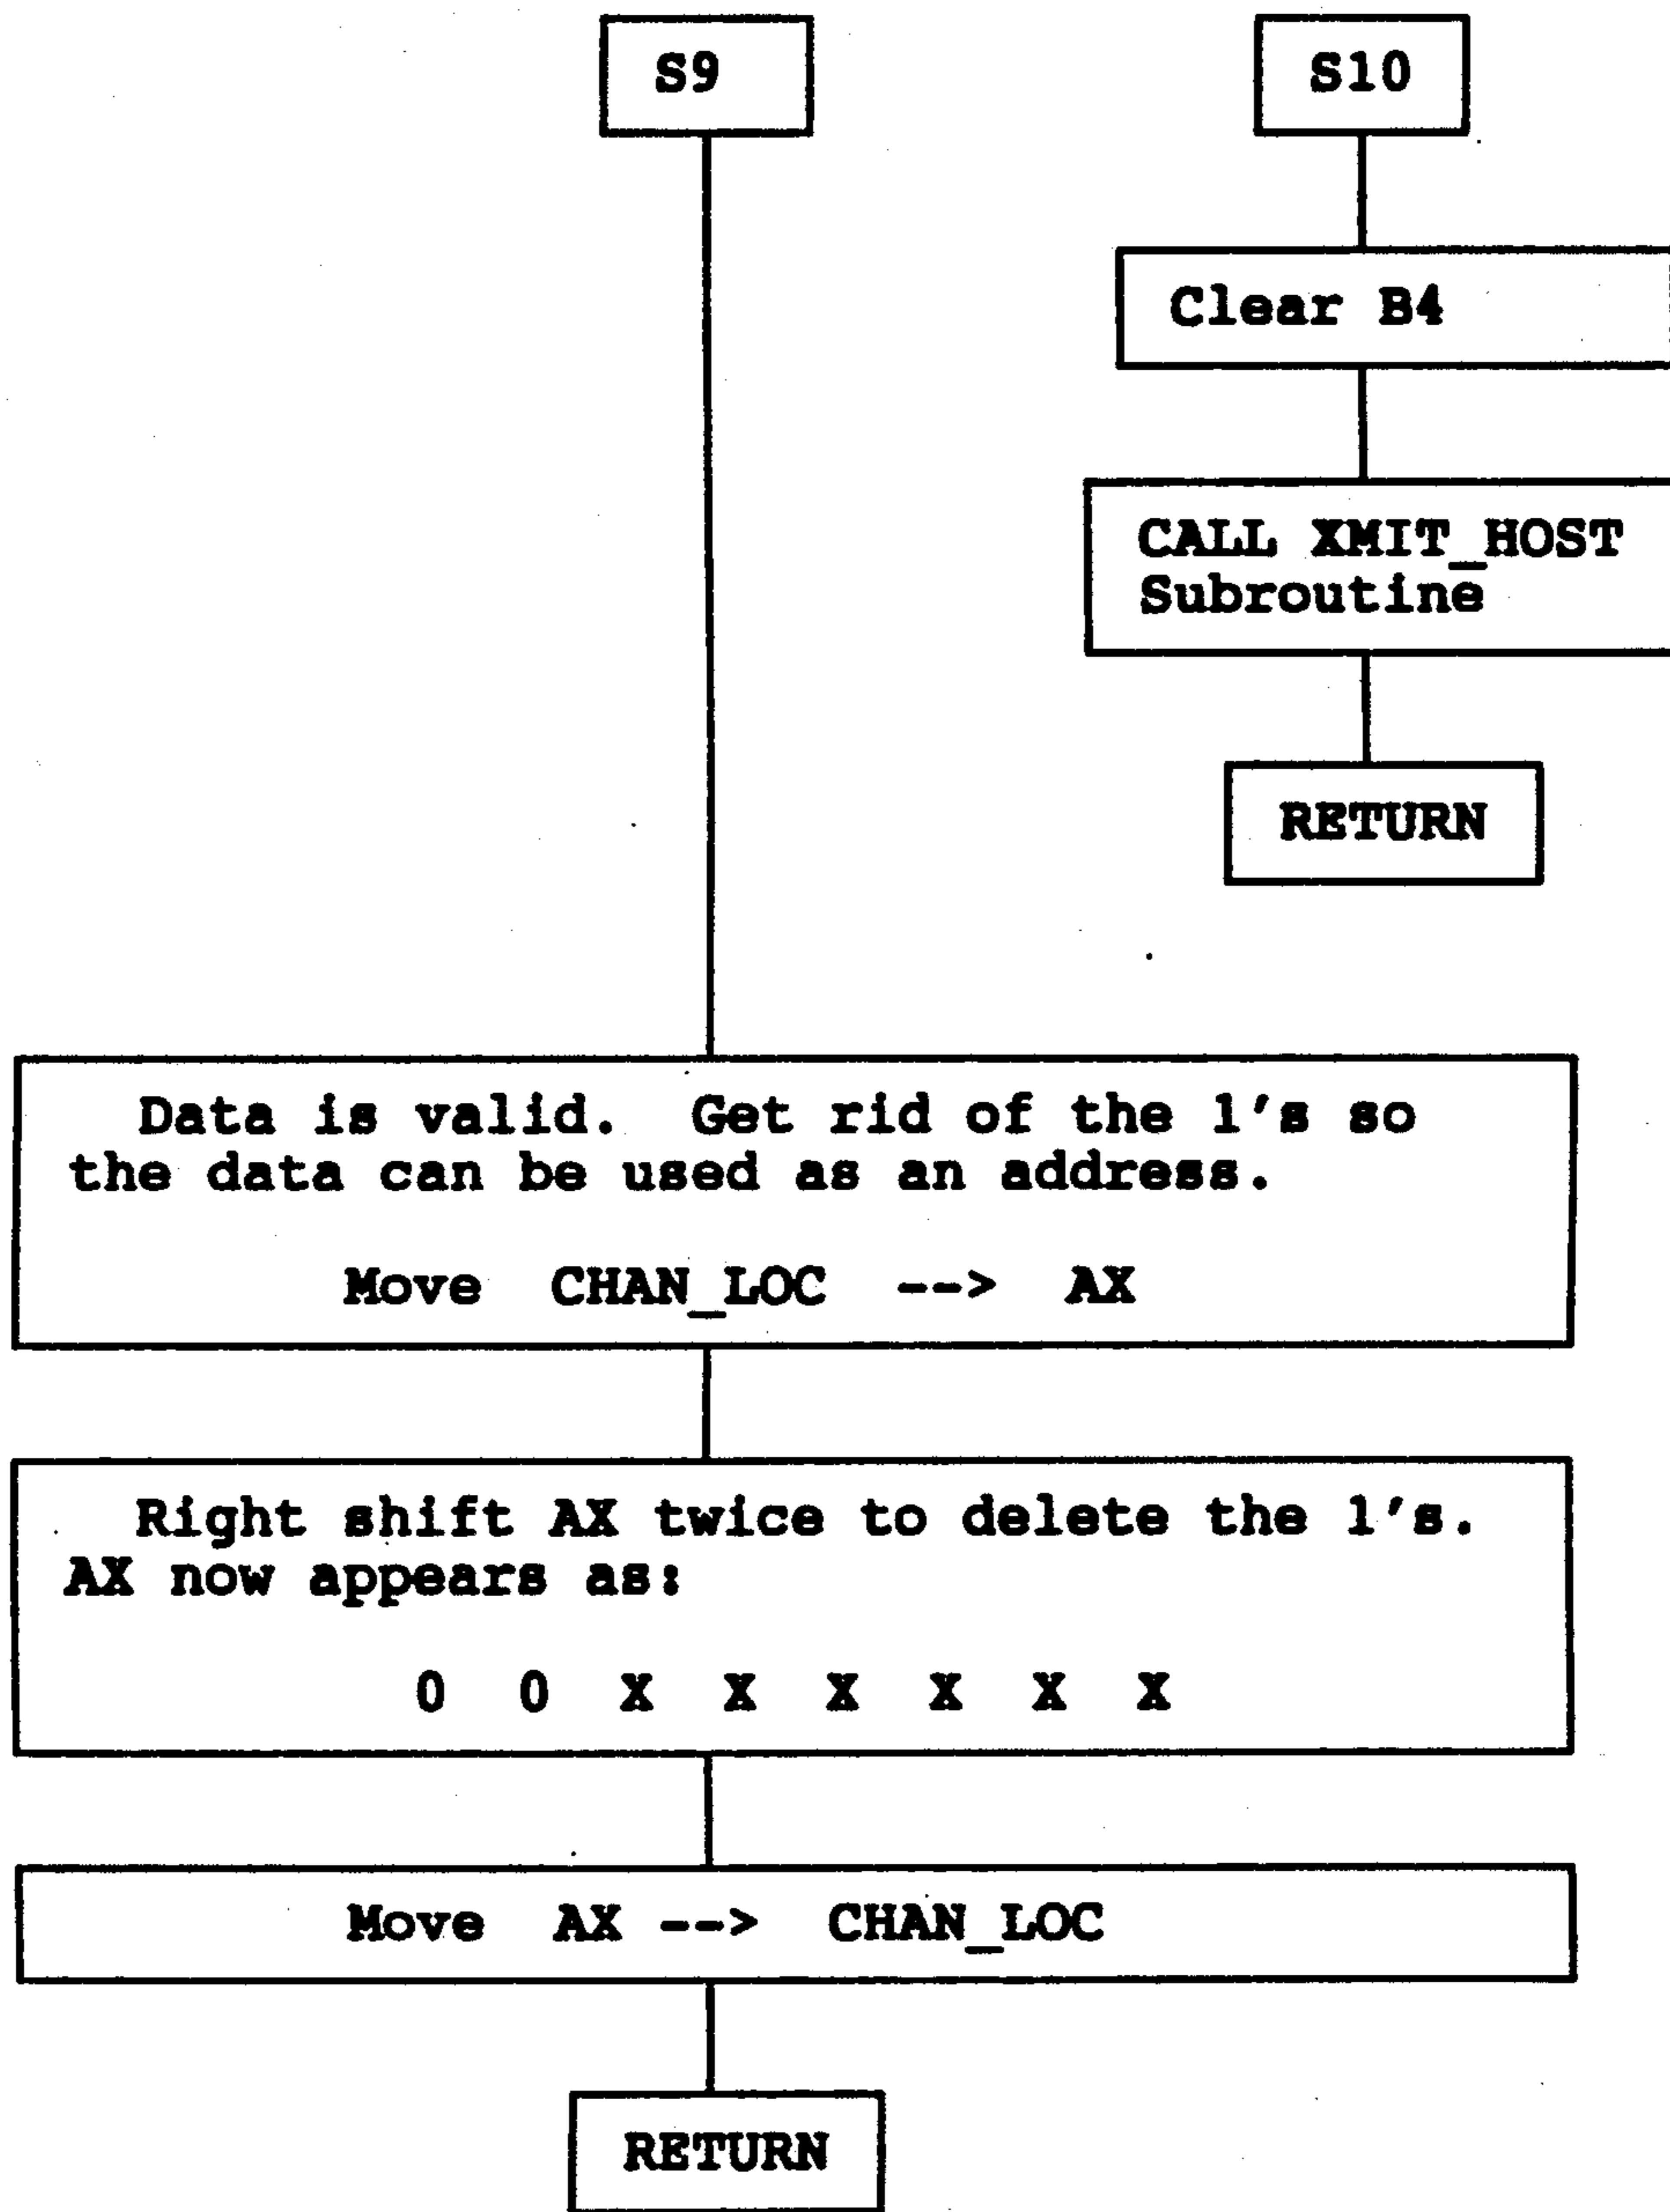 S9
S10
Clear B4
CALL XMIT_HOST
Subroutine
RETURN
Data is valid. Get rid of the 1's so
the data can be used as an address.
Move CHAN_LOC --> AX
Right shift AX twice to delete the 1's.
AX now appears as:
0 0 X X X X X X
Move AX --> CHAN_LOC
RETURN